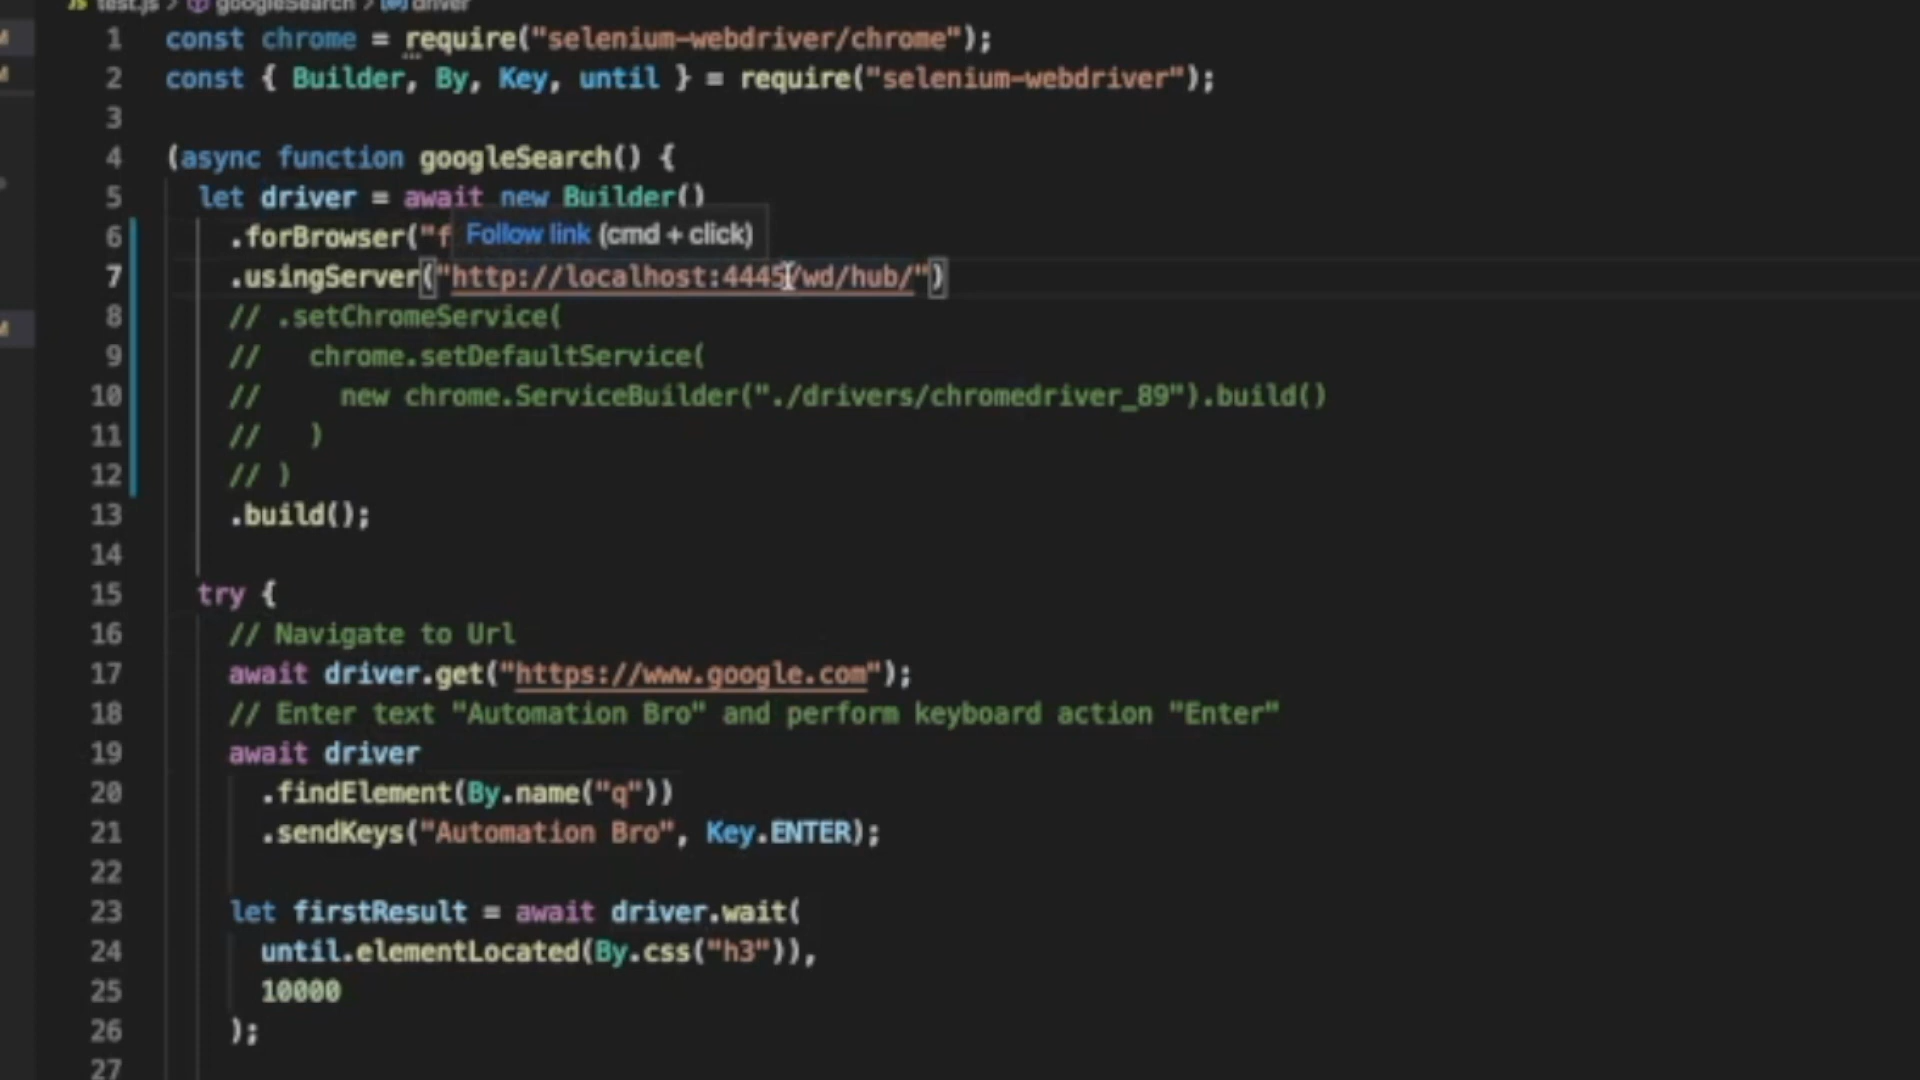 test.js > googleSearch > driver
1 const chrome = require("selenium-webdriver/chrome");
2 const { Builder, By, Key, until } = require("selenium-webdriver");
3
4 (async function googleSearch() {
5 let driver = await new Builder()
6 .forBrowser("f
Follow link (cmd + click)
7 .usingServer("http://localhost:4445/wd/hub/")
8 // .setChromeService(
9 // chrome.setDefaultService(
10 // new chrome.ServiceBuilder("./drivers/chromedriver_89").build()
11 // )
12 // )
13 .build();
14
15 try {
16 // Navigate to Url
17 await driver.get("https://www.google.com");
18 // Enter text "Automation Bro" and perform keyboard action "Enter"
19 await driver
20 .findElement(By.name("q"))
21 .sendKeys("Automation Bro", Key.ENTER);
22
23 let firstResult = await driver.wait(
24 until.elementLocated(By.css("h3")),
25 10000
26 );
27